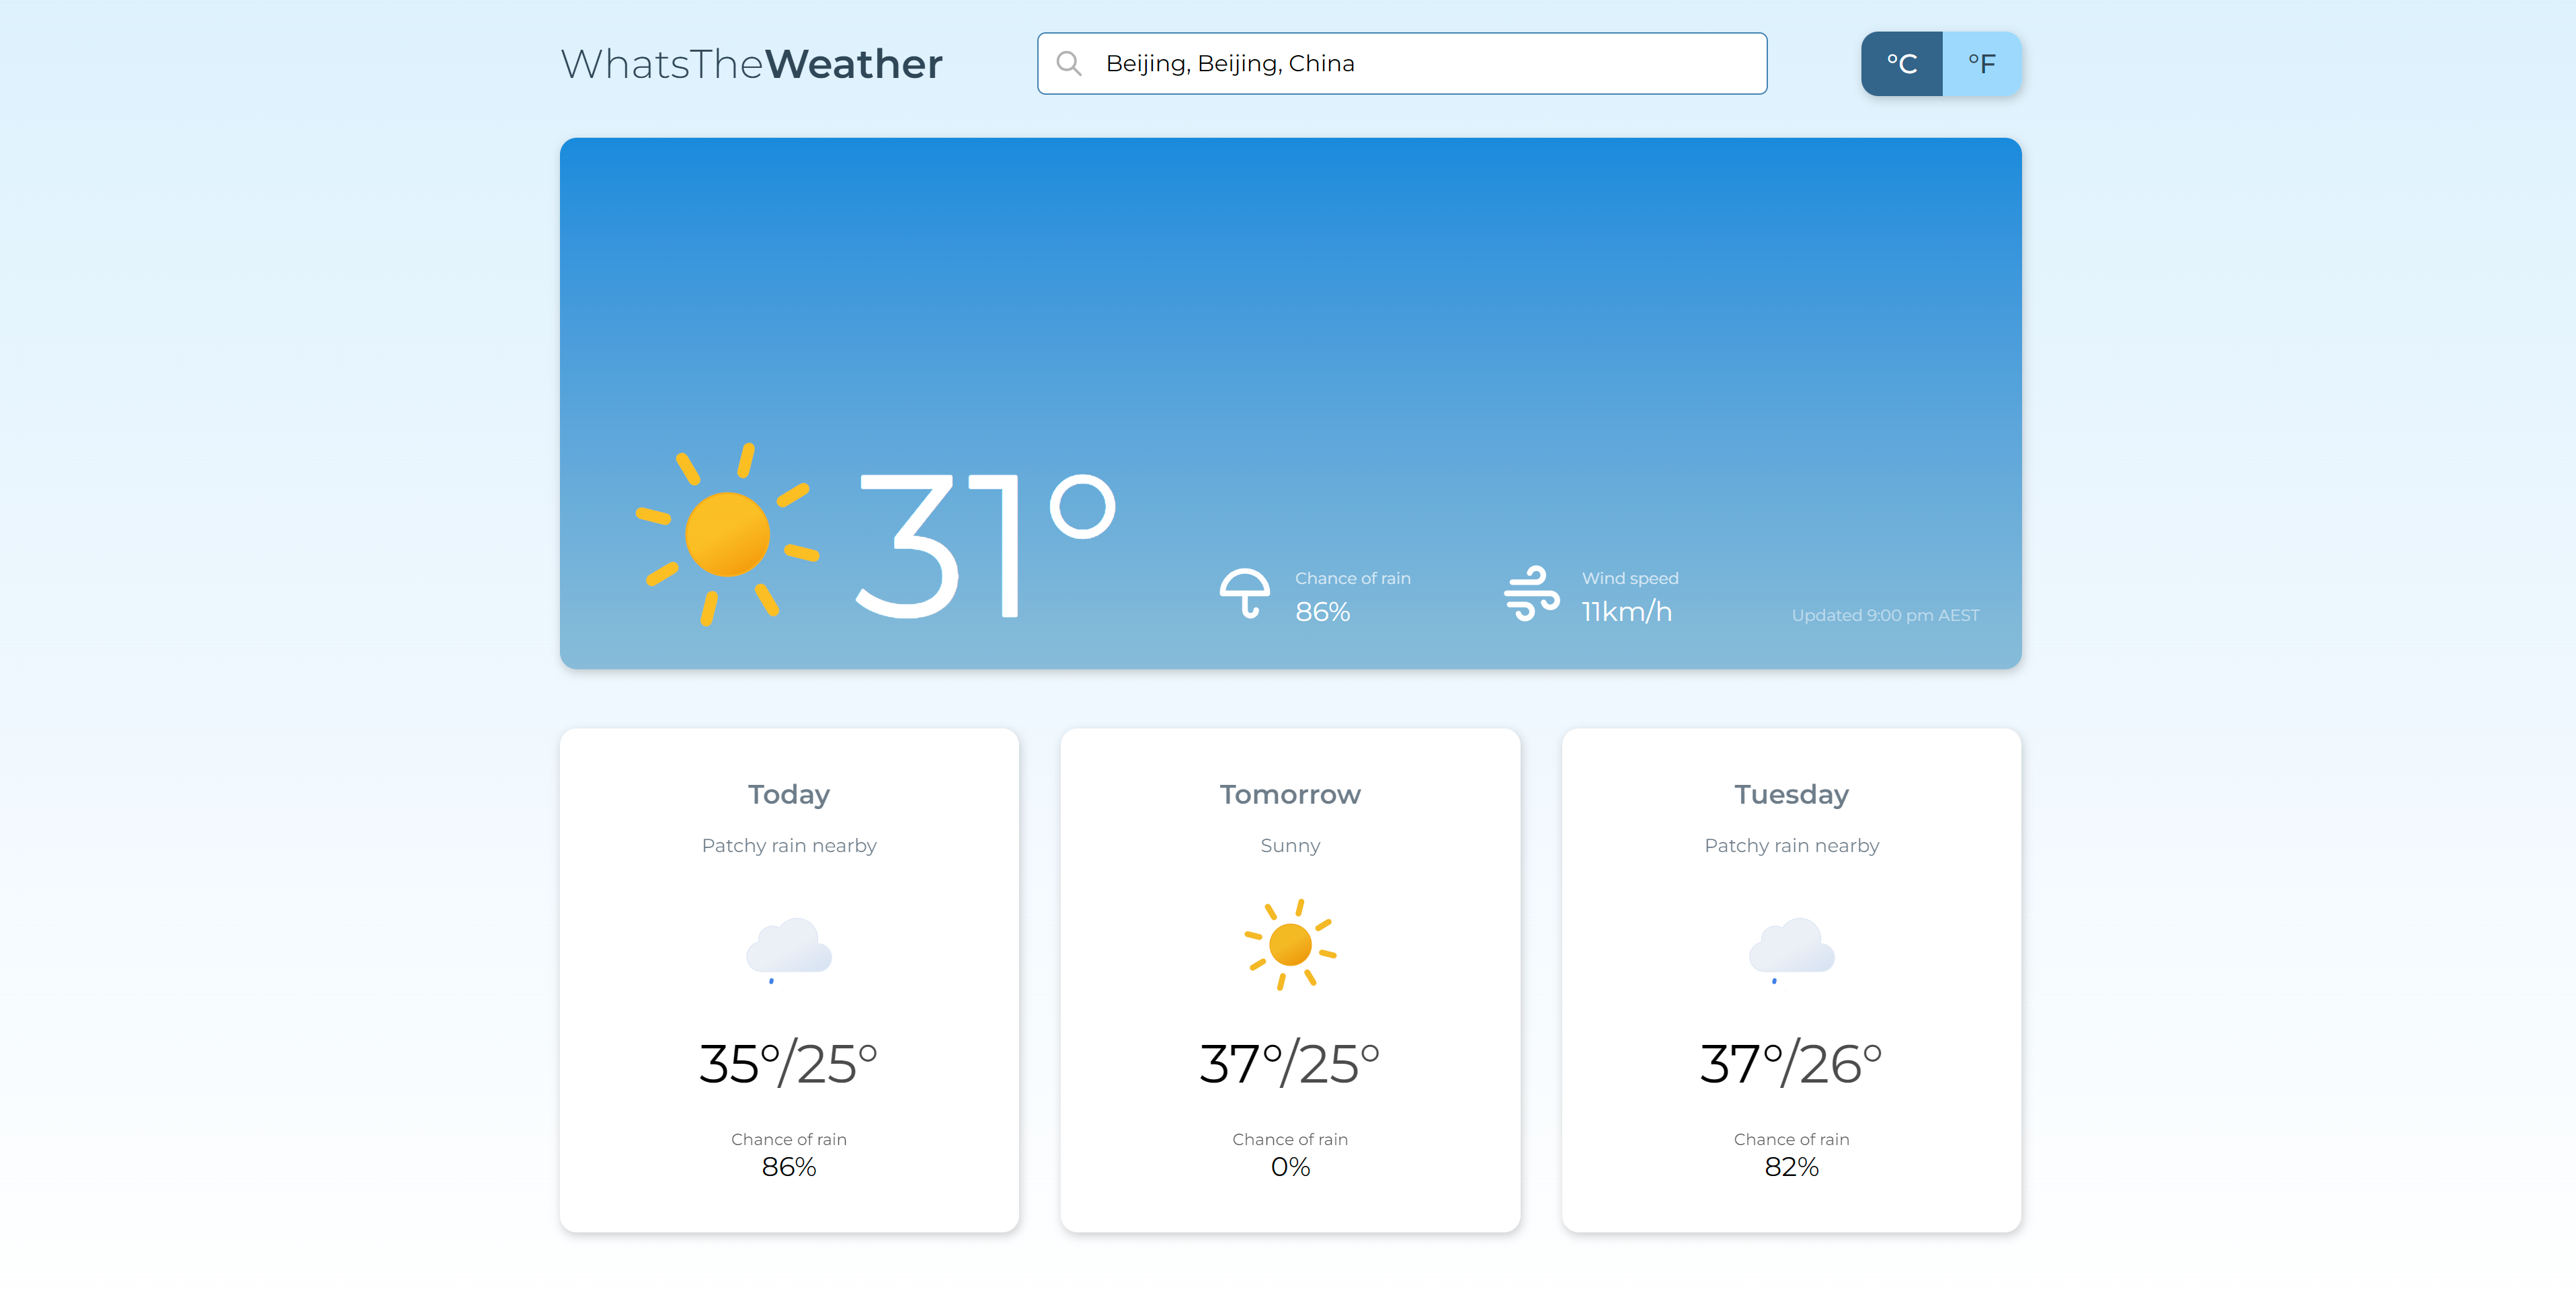 WhatsTheWeather
Beijing, Beijing, China
°C
°F
31°
Chance of rain
86%
Wind speed
11km/h
Updated 9:00 pm AEST
Today
Patchy rain nearby
35°/25°
Chance of rain
86%
Tomorrow
Sunny
37°/25°
Chance of rain
0%
Tuesday
Patchy rain nearby
37°/26°
Chance of rain
82%